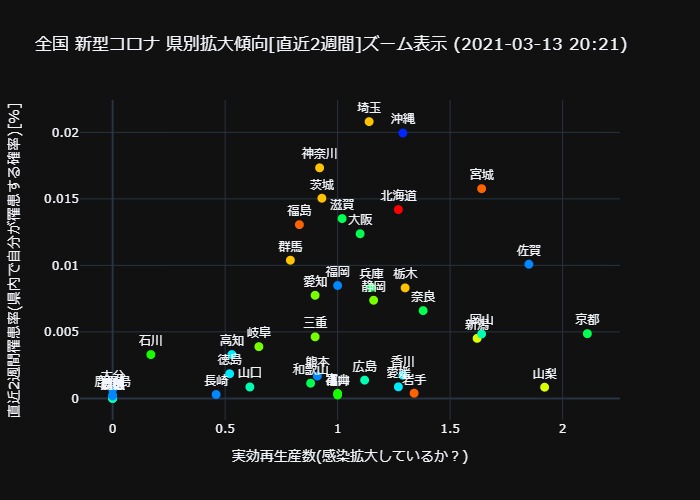 全国 新型コロナ 県別拡大傾向[直近2週間]ズーム表示 (2021-03-13 20:21)
直近2週間罹患率(県内で自分が罹患する確率)[%]
0.02
0.015
0.01
0.005
0
埼玉
沖縄
神奈川
宮城
茨城
北海道
滋賀
福島
大阪
群馬
佐賀
福岡
兵庫
栃木
愛知
静岡
奈良
三重
岡山
京都
新潟
石川
高知
岐阜
徳島
熊本
香川
和歌山
広島
山口
愛媛
山梨
長崎
岩手
大分
鹿児島
0
0.5
1
1.5
2
実効再生産数(感染拡大しているか？)